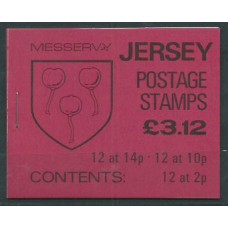 MESSERVY
JERSEY
POSTAGE
STAMPS
£3.12
12 at 14p · 12 at 10p
CONTENTS: 12 at 2p